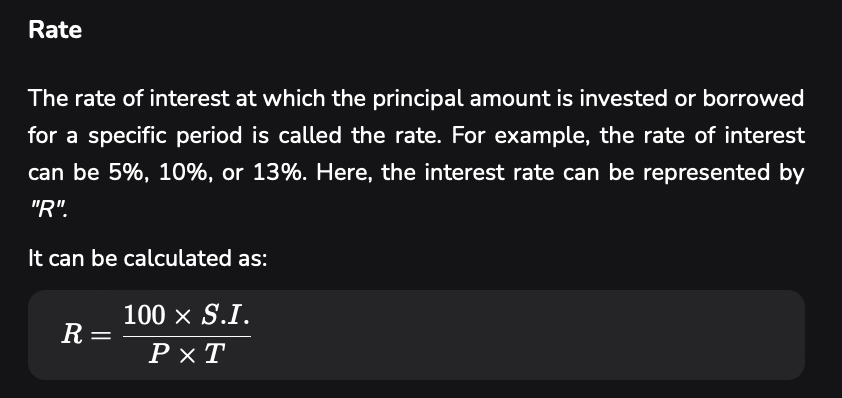 Rate
The rate of interest at which the principal amount is invested or borrowed
for a specific period is called the rate. For example, the rate of interest
can be 5%, 10%, or 13%. Here, the interest rate can be represented by
"R".
It can be calculated as:
R = \frac{100 × S.I.}{P × T}